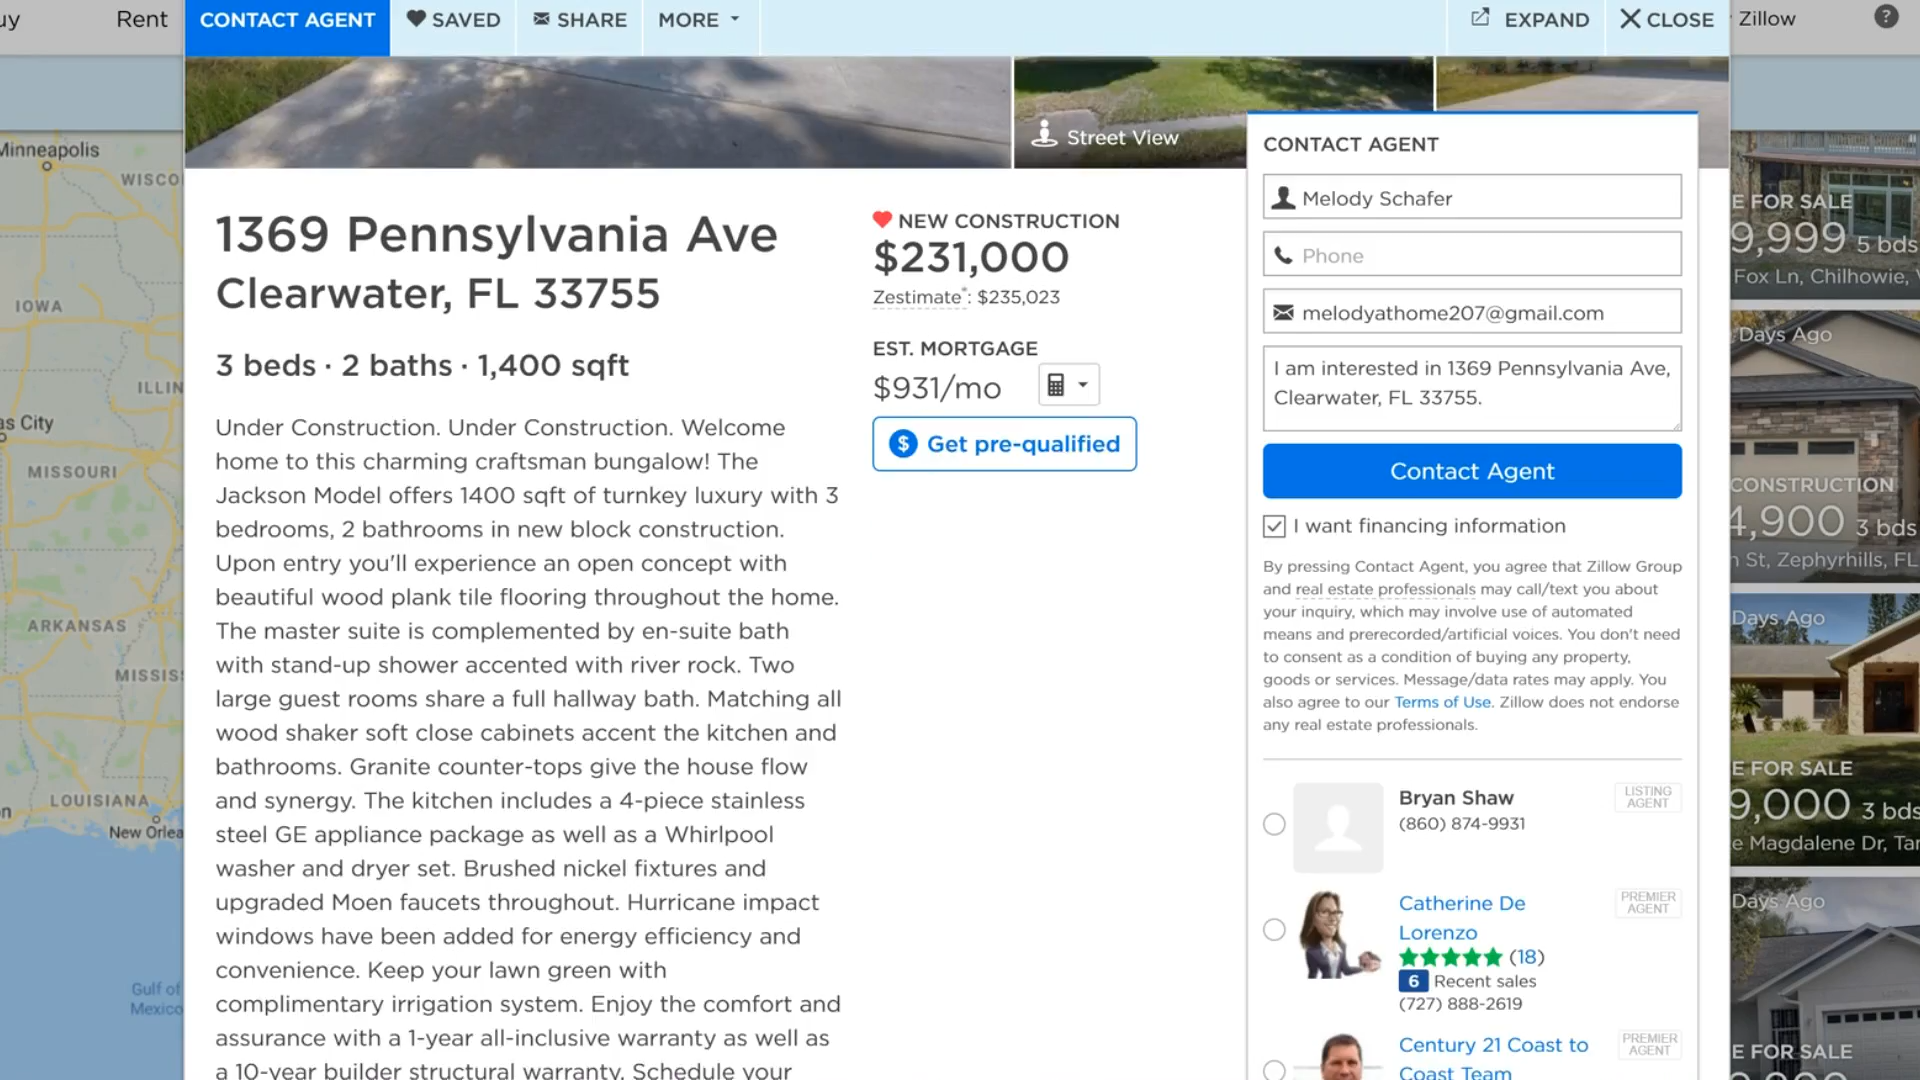 Rent
CONTACT AGENT
SAVED
SHARE
MORE
EXPAND
CLOSE
Zillow
?
Street View
1369 Pennsylvania Ave
Clearwater, FL 33755
3 beds · 2 baths · 1,400 sqft
Under Construction. Under Construction. Welcome
home to this charming craftsman bungalow! The
Jackson Model offers 1400 sqft of turnkey luxury with 3
bedrooms, 2 bathrooms in new block construction.
Upon entry you'll experience an open concept with
beautiful wood plank tile flooring throughout the home.
The master suite is complemented by en-suite bath
with stand-up shower accented with river rock. Two
large guest rooms share a full hallway bath. Matching all
wood shaker soft close cabinets accent the kitchen and
bathrooms. Granite counter-tops give the house flow
and synergy. The kitchen includes a 4-piece stainless
steel GE appliance package as well as a Whirlpool
washer and dryer set. Brushed nickel fixtures and
upgraded Moen faucets throughout. Hurricane impact
windows have been added for energy efficiency and
convenience. Keep your lawn green with
complimentary irrigation system. Enjoy the comfort and
assurance with a 1-year all-inclusive warranty as well as
a 10-year builder structural warranty. Schedule your
NEW CONSTRUCTION
$231,000
Zestimate®: $235,023
EST. MORTGAGE
$931/mo
$ Get pre-qualified
CONTACT AGENT
Melody Schafer
Phone
melodyathome207@gmail.com
I am interested in 1369 Pennsylvania Ave,
Clearwater, FL 33755.
Contact Agent
I want financing information
By pressing Contact Agent, you agree that Zillow Group
and real estate professionals may call/text you about
your inquiry, which may involve use of automated
means and prerecorded/artificial voices. You don't need
to consent as a condition of buying any property,
goods or services. Message/data rates may apply. You
also agree to our Terms of Use. Zillow does not endorse
any real estate professionals.
Bryan Shaw
(860) 874-9931
LISTING
AGENT
Catherine De
Lorenzo
(18)
6 Recent sales
(727) 888-2619
PREMIER
AGENT
Century 21 Coast to
Coast Team
PREMIER
AGENT
Minneapolis
WISCO
IOWA
ILLIN
as City
MISSOURI
ARKANSAS
MISSIS
LOUISIANA
New Orlea
Gulf of
Mexico
E FOR SALE
9,999 5 bds
Fox Ln, Chilhowie,
Days Ago
CONSTRUCTION
4,900 3 bds
St, Zephyrhills, FL
Days Ago
E FOR SALE
9,000 3 bds
e Magdalene Dr, Tam
Days Ago
E FOR SALE